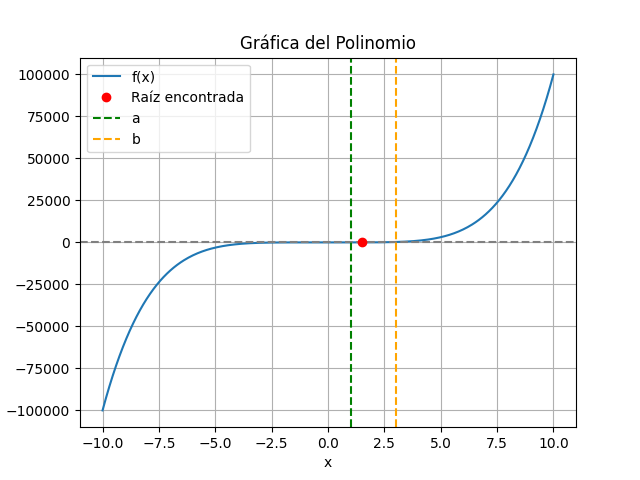 Gráfica del Polinomio
f(x)
Raíz encontrada
a
b
100000
75000
50000
25000
0
−25000
−50000
−75000
−100000
−10.0 −7.5 −5.0 −2.5 0.0 2.5 5.0 7.5 10.0
x